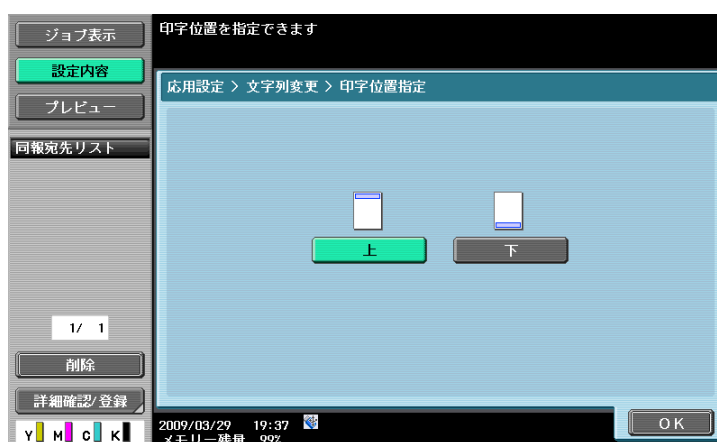 ジョブ表示
設定内容
プレビュー
同報宛先リスト
1/ 1
削除
詳細確認/登録
Y M C K
印字位置を指定できます
応用設定 > 文字列変更 > 印字位置指定
上
下
2009/03/29 19:37
メモリー残量 99%
OK